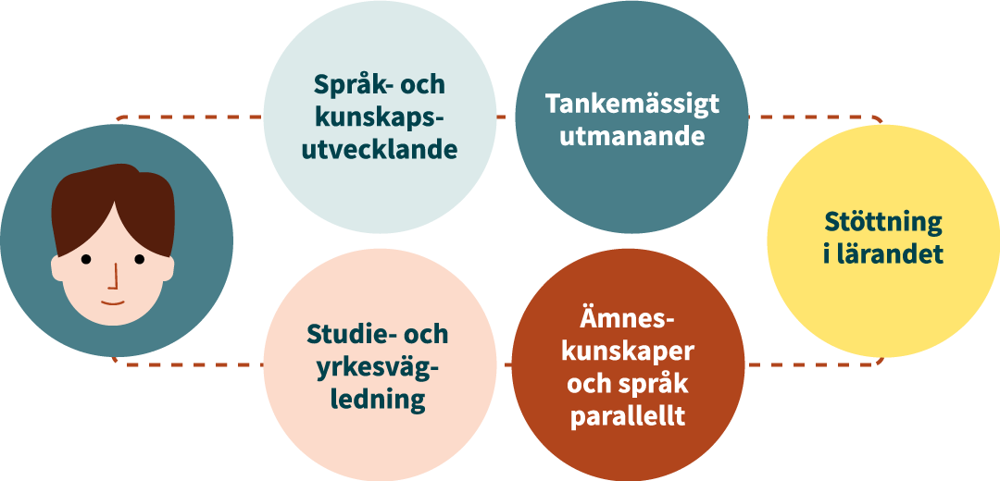 Språk- och
kunskaps-
utvecklande
Tankemässigt
utmanande
Stöttning
i lärandet
Studie- och
yrkesväg-
ledning
Ämnes-
kunskaper
och språk
parallellt